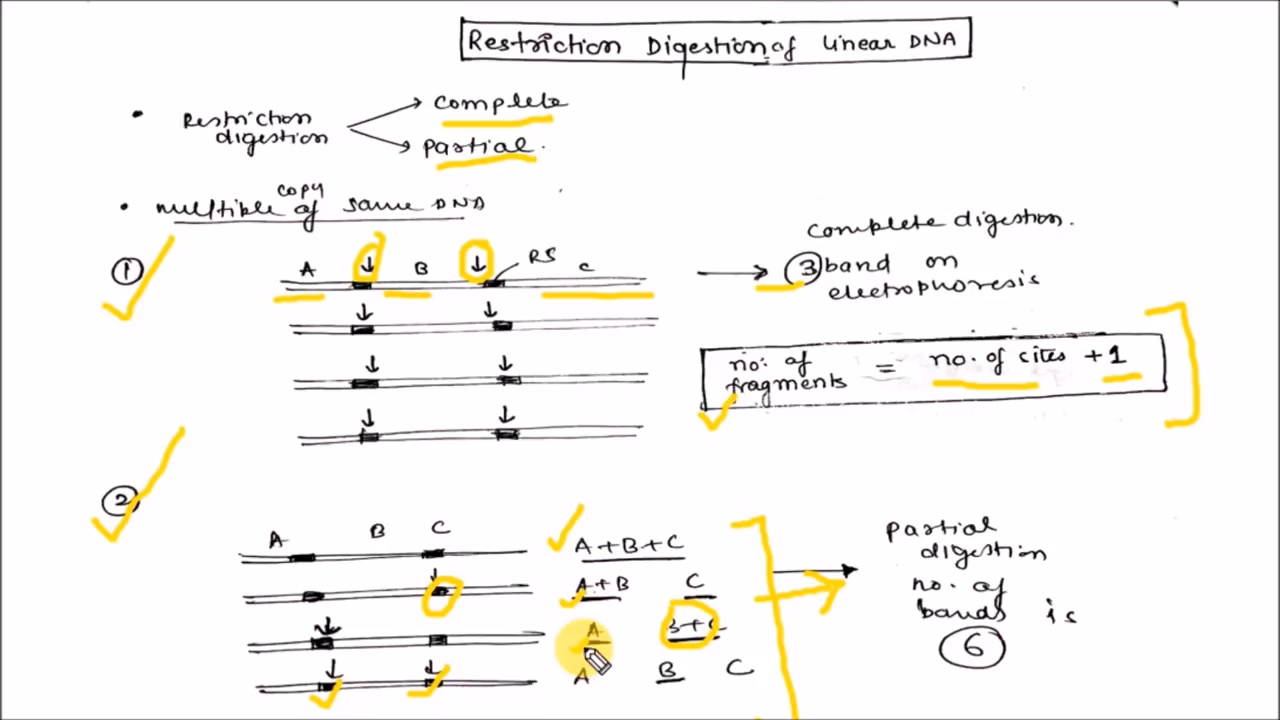 Restriction Digestion of Linear DNA
Restriction digestion
complete
partial.
copy
multible of same DNA
1
A
B
RS
C
complete digestion.
3 band on
electrophoresis
no: of fragments = no. of cites + 1
2
A
B
C
A+B+C
A+B C
A B+C
A B C
partial digestion
no. of bands is
6